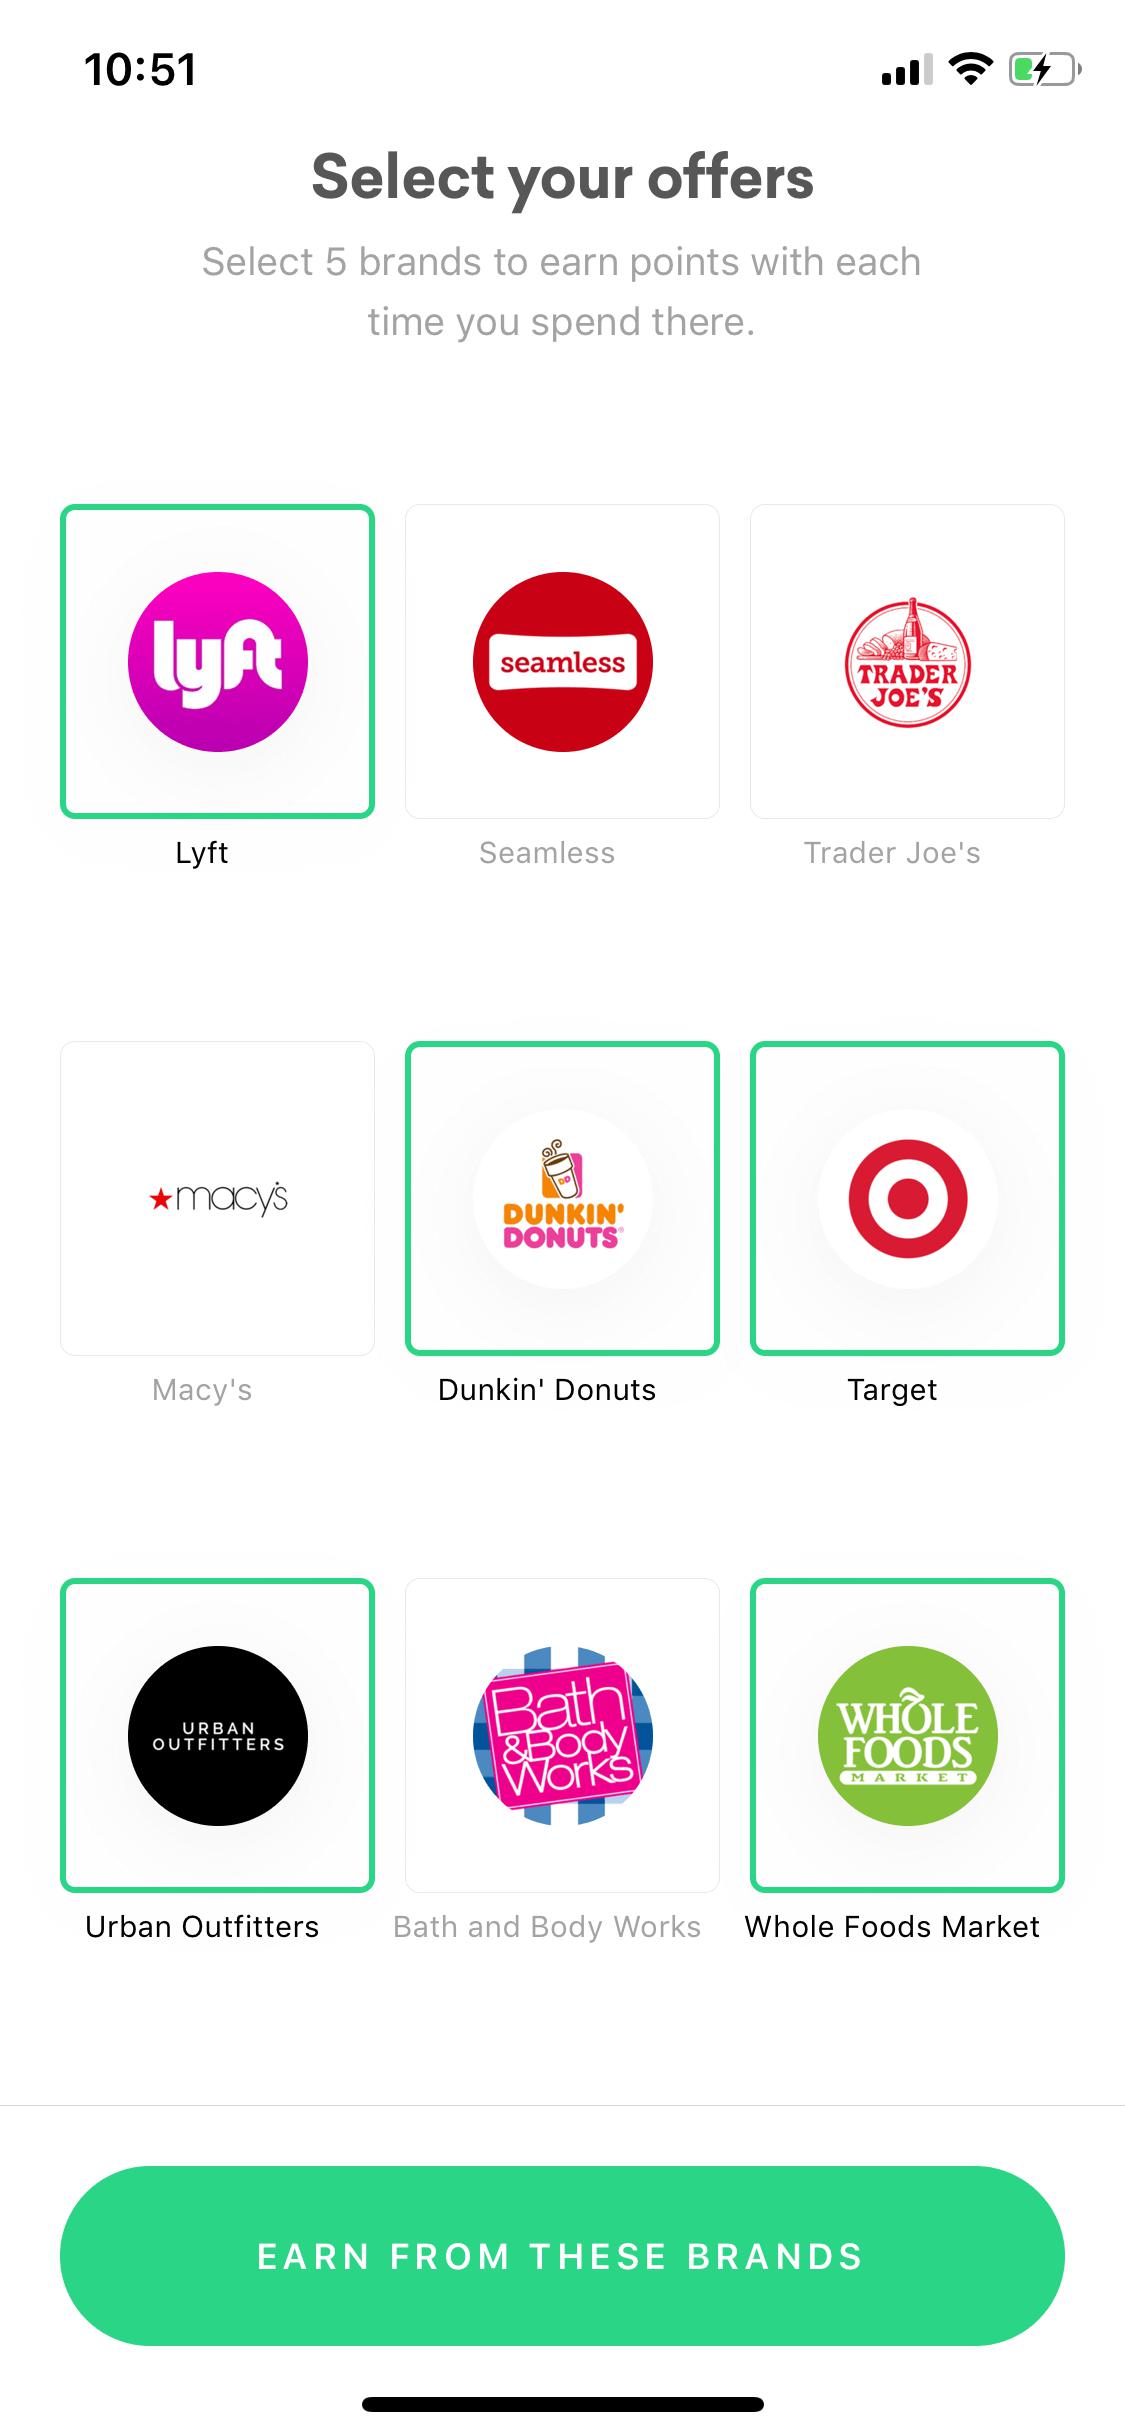 10:51
Select your offers
Select 5 brands to earn points with each
time you spend there.
lyft
seamless
TRADER
JOE'S
Lyft
Seamless
Trader Joe's
macy's
DD
DUNKIN'
DONUTS®
Macy's
Dunkin' Donuts
Target
URBAN
OUTFITTERS
Bath
&Body
Works
WHOLE
FOODS
MARKET
Urban Outfitters
Bath and Body Works
Whole Foods Market
EARN FROM THESE BRANDS